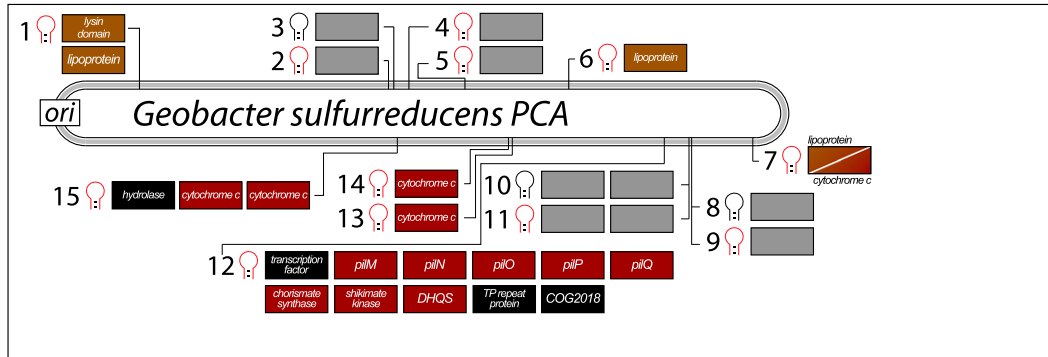 1
lysin
domain
lipoprotein
3
2
4
5
6
lipoprotein
ori
Geobacter sulfurreducens PCA
7
lipoprotein
cytochrome c
15
hydrolase
cytochrome c
cytochrome c
14
cytochrome c
13
cytochrome c
10
11
8
9
12
transcription
factor
pilM
pilN
pilO
pilP
pilQ
chorismate
synthase
shikimate
kinase
DHQS
TP repeat
protein
COG2018